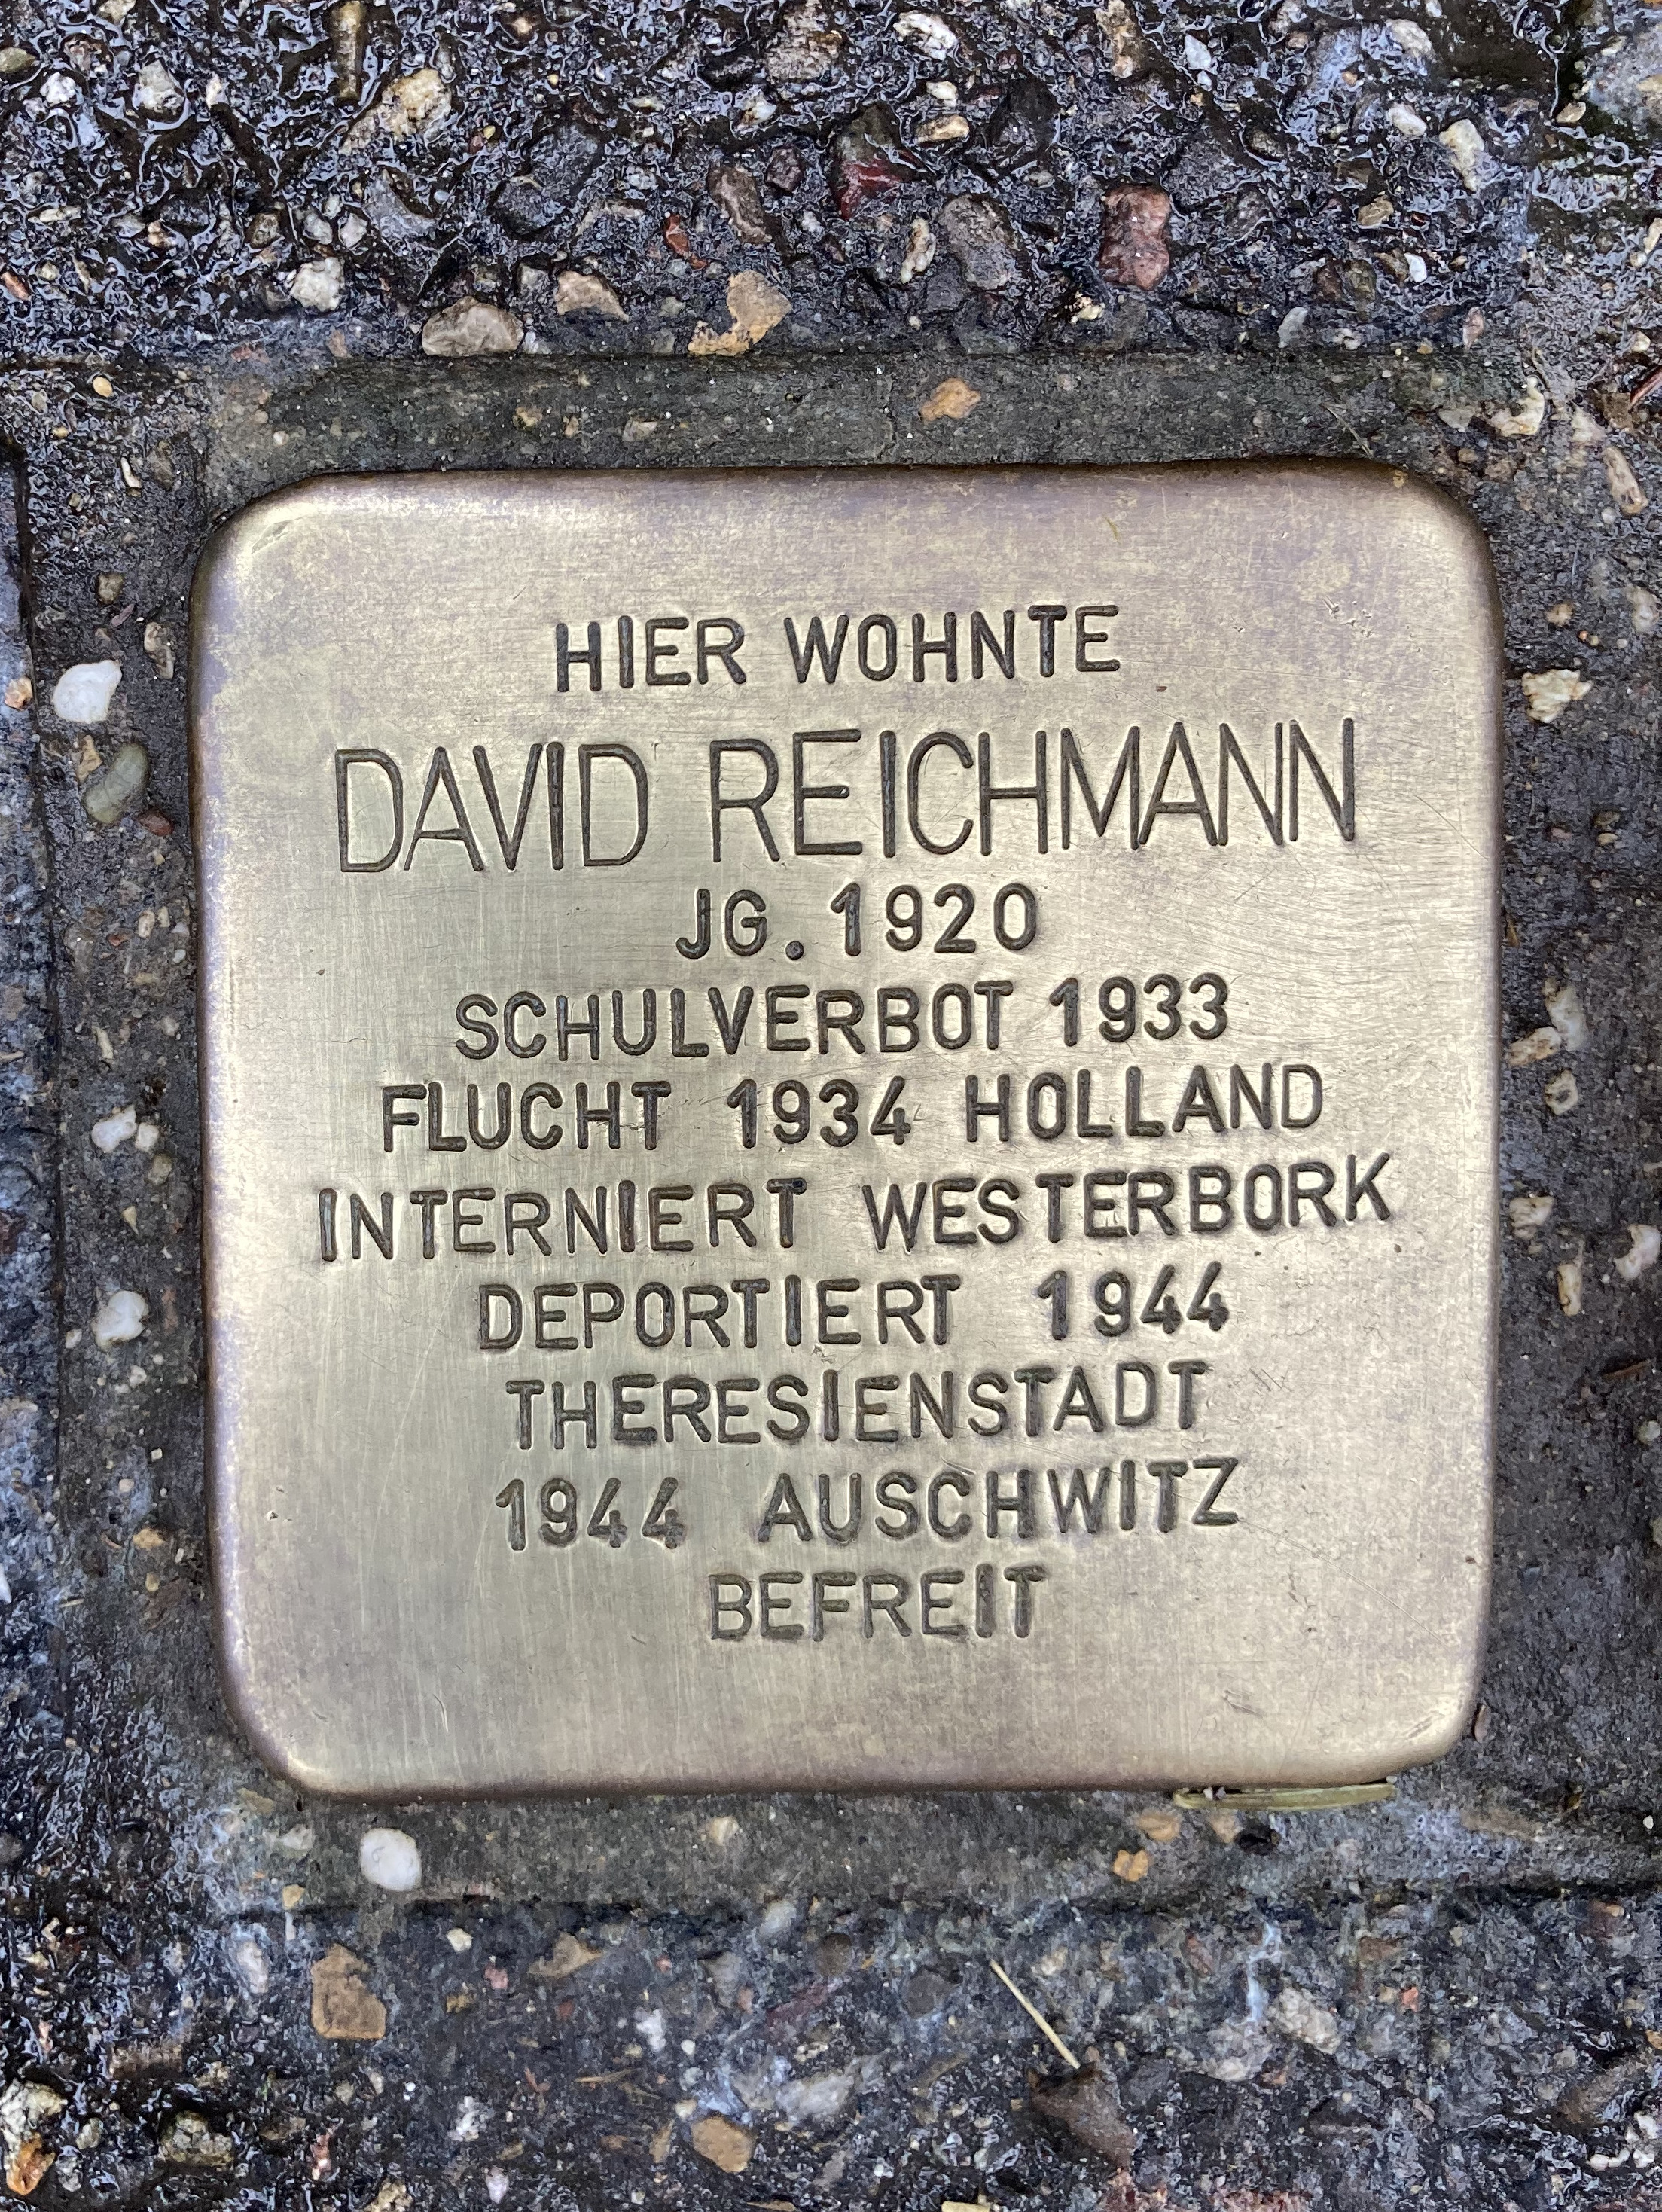 HIER WOHNTE
DAVID REICHMANN
JG. 1920
SCHULVERBOT 1933
FLUCHT 1934 HOLLAND
INTERNIERT WESTERBORK
DEPORTIERT 1944
THERESIENSTADT
1944 AUSCHWITZ
BEFREIT